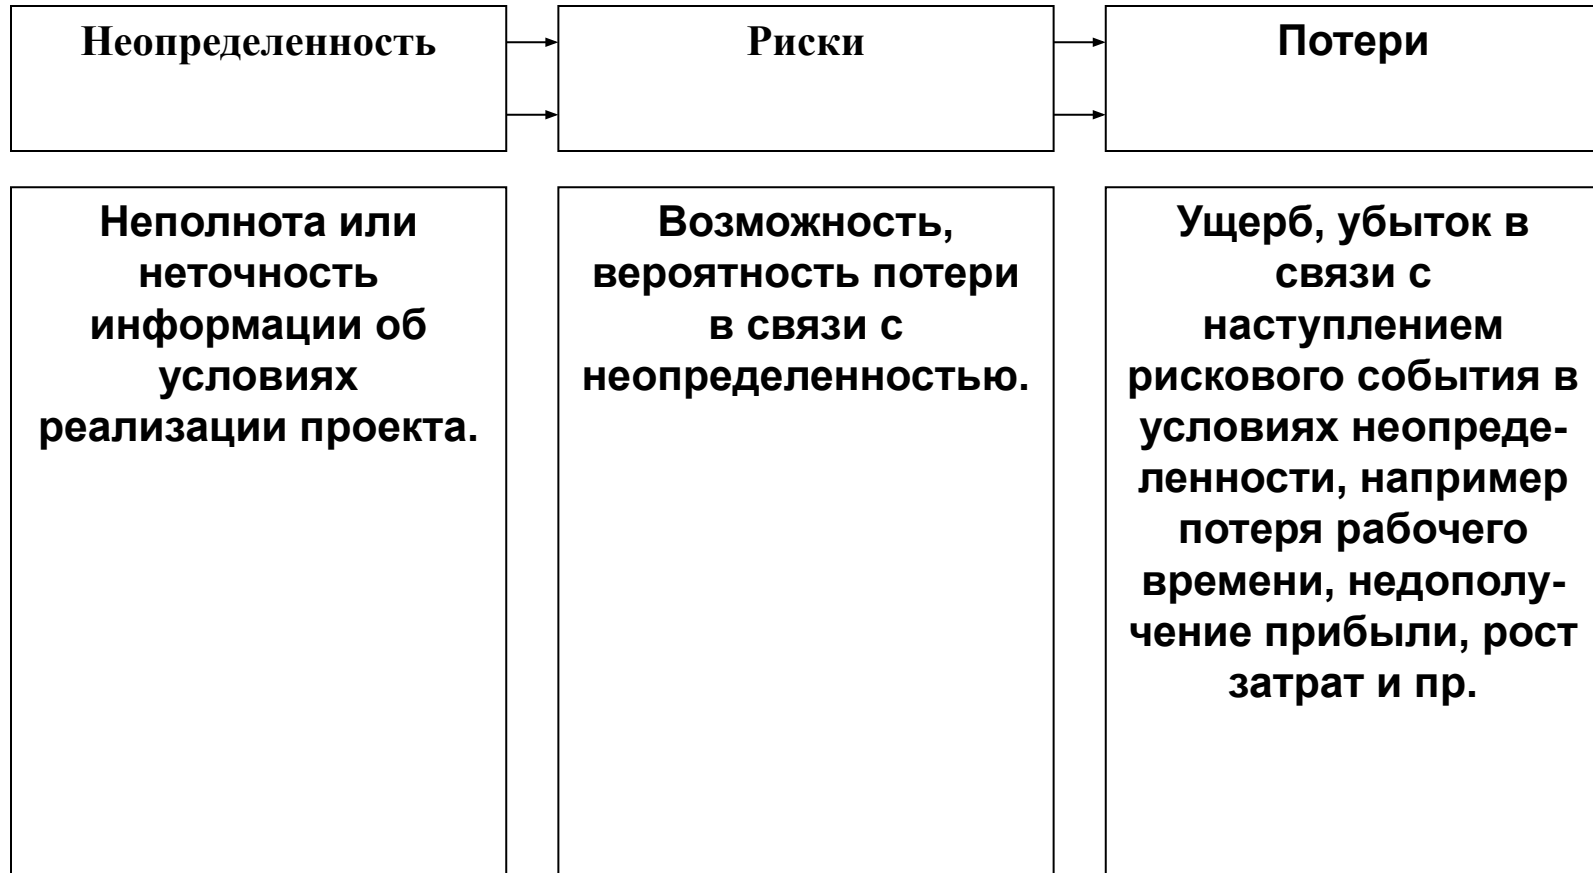 Неопределенность
Риски
Потери
Неполнота или
неточность
информации об
условиях
реализации проекта.
Возможность,
вероятность потери
в связи с
неопределенностью.
Ущерб, убыток в
связи с
наступлением
рискового события в
условиях неопреде-
ленности, например
потеря рабочего
времени, недополу-
чение прибыли, рост
затрат и пр.